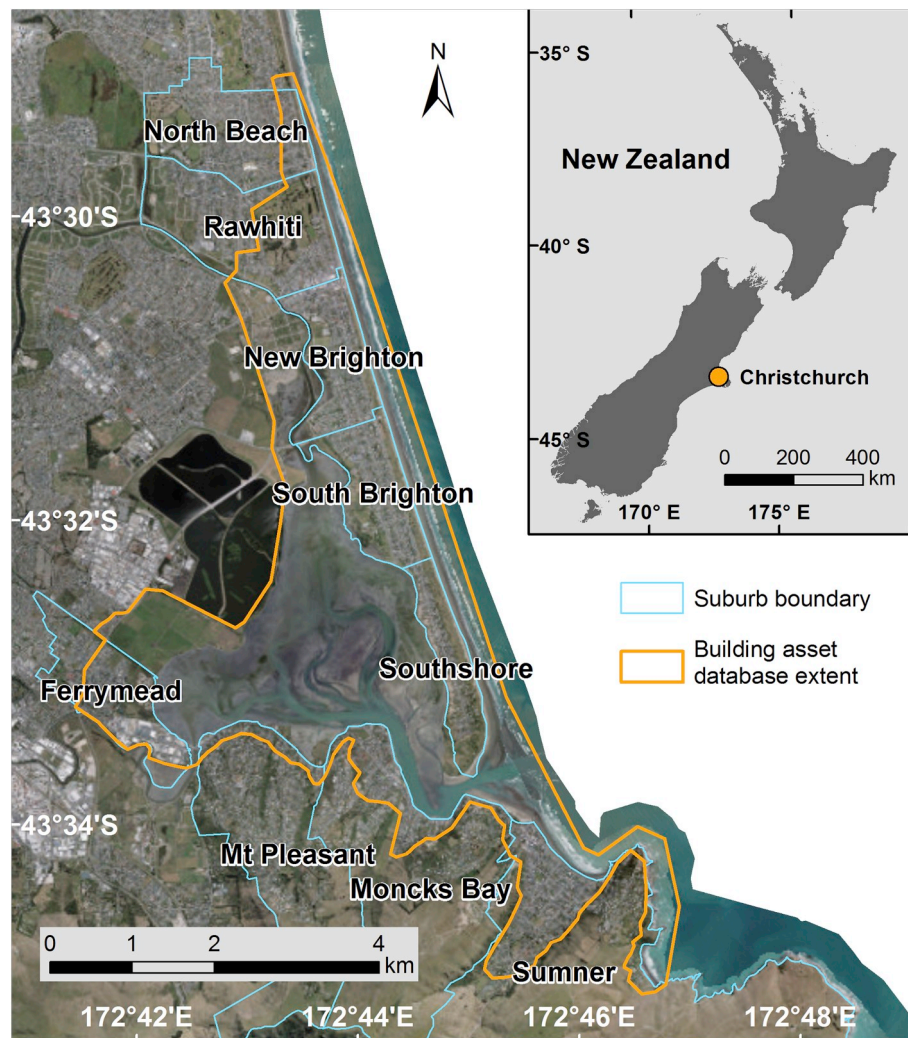 N
North Beach
Rawhiti
New Brighton
South Brighton
Southshore
Ferrymead
Mt Pleasant
Moncks Bay
Sumner
43°30'S
43°32'S
43°34'S
172°42'E
172°44'E
172°46'E
172°48'E
0 1 2 4
km
New Zealand
Christchurch
35° S
40° S
45° S
170° E
175° E
0 200 400
km
Suburb boundary
Building asset
database extent